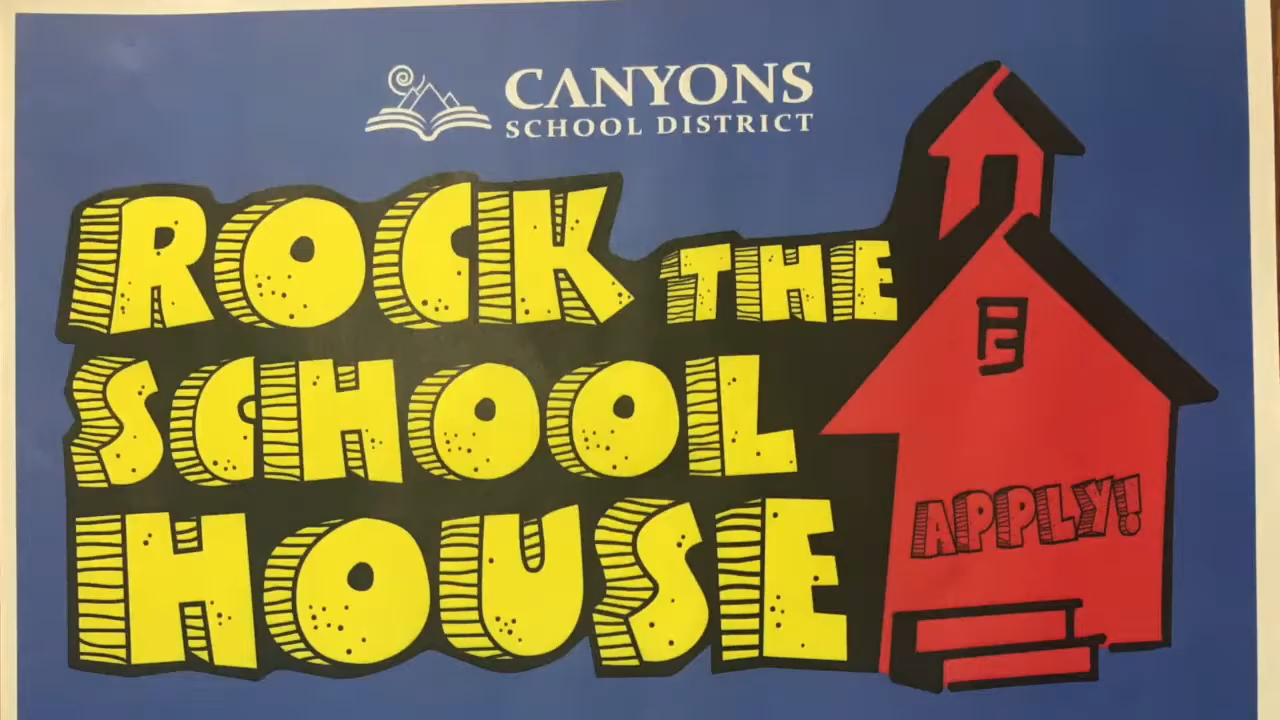 CANYONS
SCHOOL DISTRICT
ROCK THE
SCHOOL
HOUSE
APPLY!